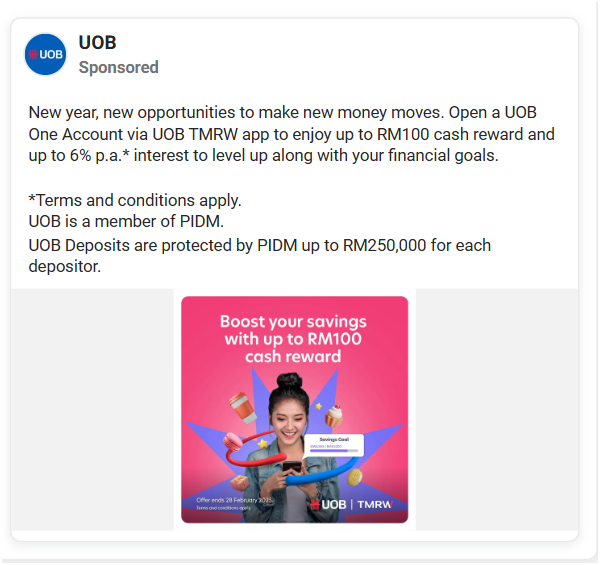 UOB
UOB
Sponsored
New year, new opportunities to make new money moves. Open a UOB
One Account via UOB TMRW app to enjoy up to RM100 cash reward and
up to 6% p.a.* interest to level up along with your financial goals.
*Terms and conditions apply.
UOB is a member of PIDM.
UOB Deposits are protected by PIDM up to RM250,000 for each
depositor.
Boost your savings
with up to RM100
cash reward
Savings Goal
Offer ends 28 February 2025
Terms and conditions apply
UOB | TMRW